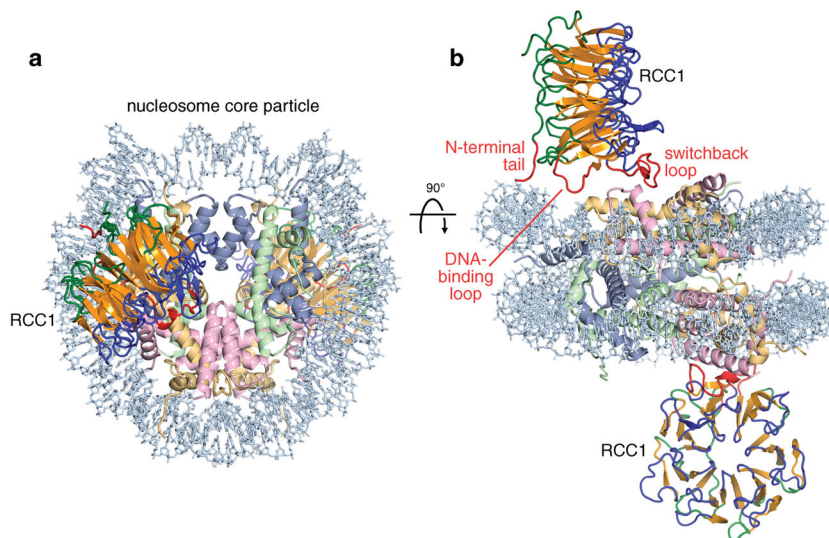 a
nucleosome core particle
RCC1
90°
b
RCC1
N-terminal
tail
switchback
loop
DNA-
binding
loop
RCC1